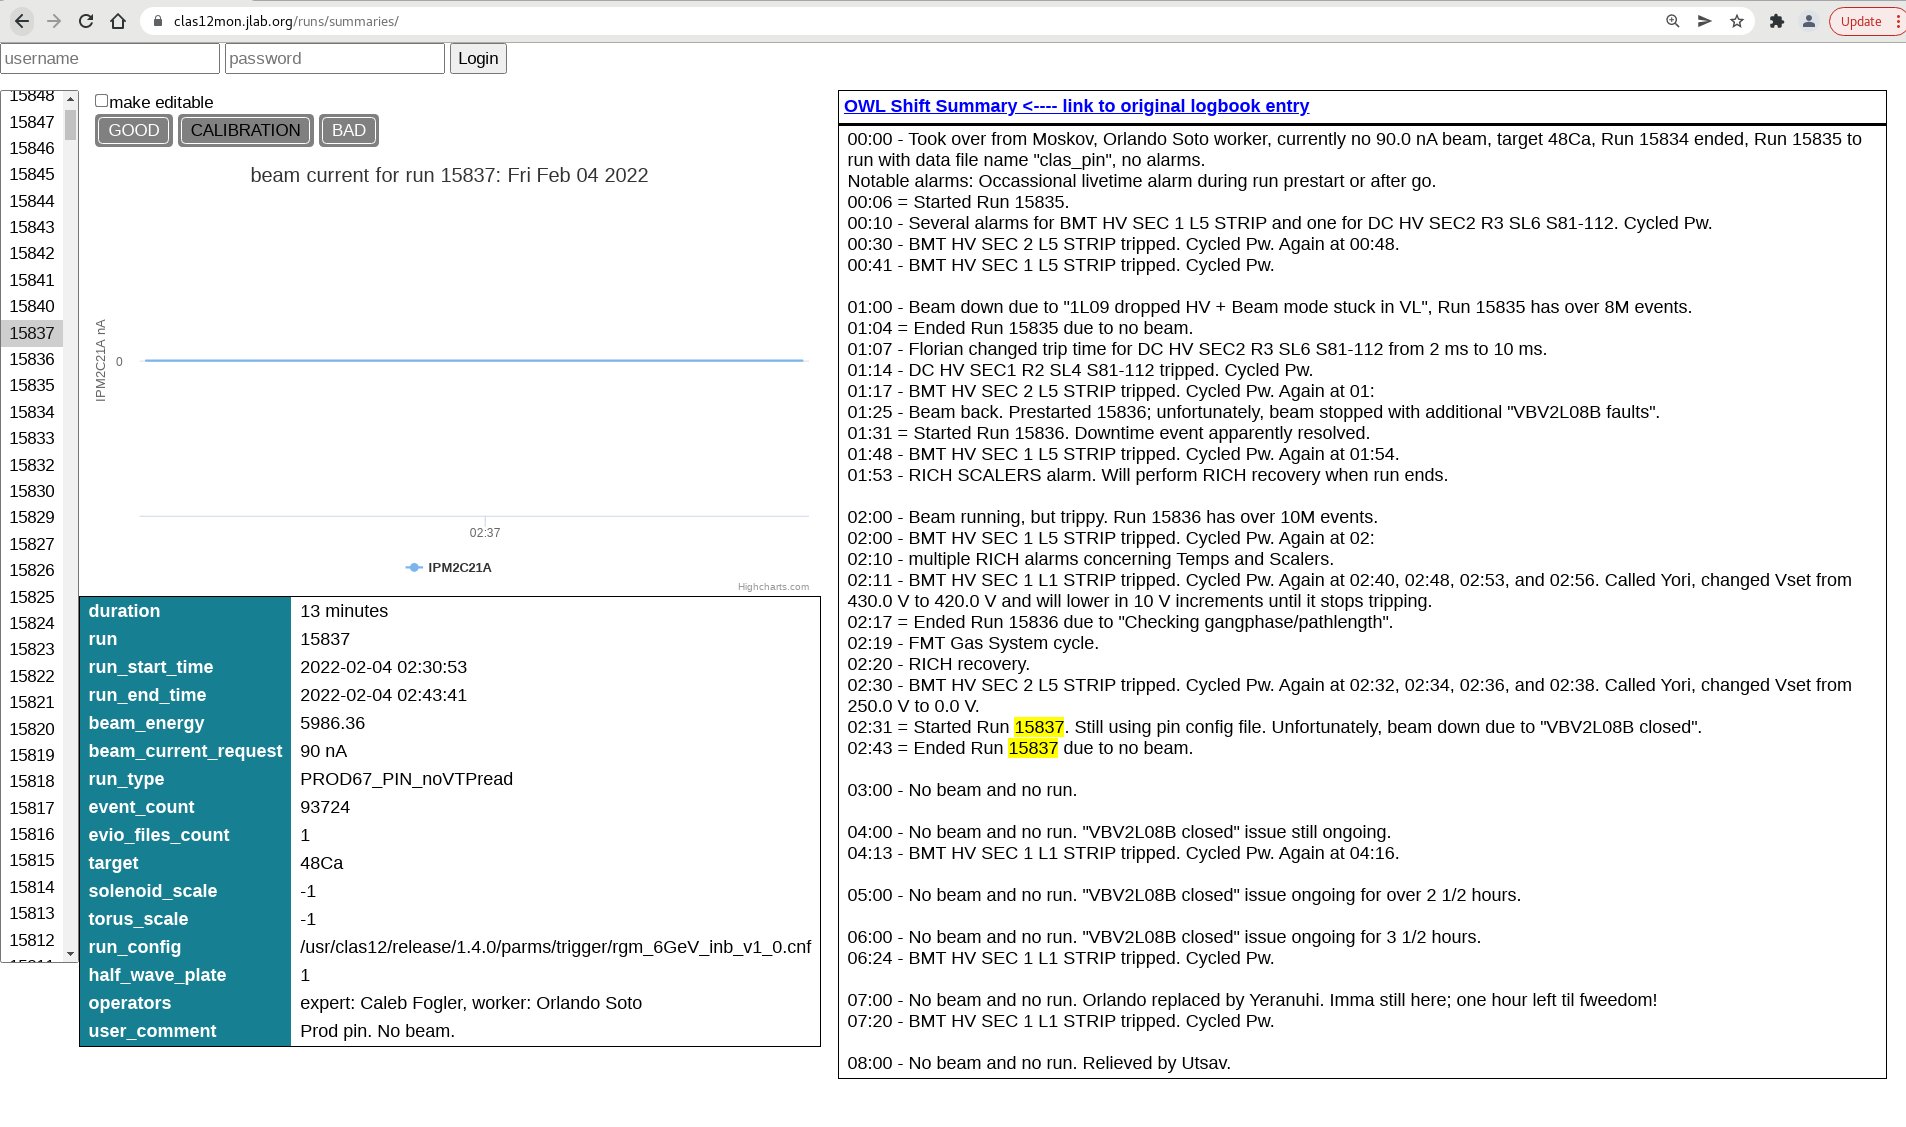 clas12mon.jlab.org/runs/summaries/
Update
username
password
Login
15848
15847
15846
15845
15844
15843
15842
15841
15840
15837
15836
15835
15834
15833
15832
15830
15829
15827
15826
15825
15824
15823
15822
15821
15820
15819
15818
15817
15816
15815
15814
15813
15812
make editable
GOOD
CALIBRATION
BAD
beam current for run 15837: Fri Feb 04 2022
IPM2C21A nA
0
02:37
IPM2C21A
Highcharts.com
duration 13 minutes
run 15837
run_start_time 2022-02-04 02:30:53
run_end_time 2022-02-04 02:43:41
beam_energy 5986.36
beam_current_request 90 nA
run_type PROD67_PIN_noVTPread
event_count 93724
evio_files_count 1
target 48Ca
solenoid_scale -1
torus_scale -1
run_config /usr/clas12/release/1.4.0/parms/trigger/rgm_6GeV_inb_v1_0.cnf
half_wave_plate 1
operators expert: Caleb Fogler, worker: Orlando Soto
user_comment Prod pin. No beam.
OWL Shift Summary <---- link to original logbook entry
00:00 - Took over from Moskov, Orlando Soto worker, currently no 90.0 nA beam, target 48Ca, Run 15834 ended, Run 15835 to
run with data file name "clas_pin", no alarms.
Notable alarms: Occassional livetime alarm during run prestart or after go.
00:06 = Started Run 15835.
00:10 - Several alarms for BMT HV SEC 1 L5 STRIP and one for DC HV SEC2 R3 SL6 S81-112. Cycled Pw.
00:30 - BMT HV SEC 2 L5 STRIP tripped. Cycled Pw. Again at 00:48.
00:41 - BMT HV SEC 1 L5 STRIP tripped. Cycled Pw.
01:00 - Beam down due to "1L09 dropped HV + Beam mode stuck in VL", Run 15835 has over 8M events.
01:04 = Ended Run 15835 due to no beam.
01:07 - Florian changed trip time for DC HV SEC2 R3 SL6 S81-112 from 2 ms to 10 ms.
01:14 - DC HV SEC1 R2 SL4 S81-112 tripped. Cycled Pw.
01:17 - BMT HV SEC 2 L5 STRIP tripped. Cycled Pw. Again at 01:
01:25 - Beam back. Prestarted 15836; unfortunately, beam stopped with additional "VBV2L08B faults".
01:31 = Started Run 15836. Downtime event apparently resolved.
01:48 - BMT HV SEC 1 L5 STRIP tripped. Cycled Pw. Again at 01:54.
01:53 - RICH SCALERS alarm. Will perform RICH recovery when run ends.
02:00 - Beam running, but trippy. Run 15836 has over 10M events.
02:00 - BMT HV SEC 1 L5 STRIP tripped. Cycled Pw. Again at 02:
02:10 - multiple RICH alarms concerning Temps and Scalers.
02:11 - BMT HV SEC 1 L1 STRIP tripped. Cycled Pw. Again at 02:40, 02:48, 02:53, and 02:56. Called Yori, changed Vset from
430.0 V to 420.0 V and will lower in 10 V increments until it stops tripping.
02:17 = Ended Run 15836 due to "Checking gangphase/pathlength".
02:19 - FMT Gas System cycle.
02:20 - RICH recovery.
02:30 - BMT HV SEC 2 L5 STRIP tripped. Cycled Pw. Again at 02:32, 02:34, 02:36, and 02:38. Called Yori, changed Vset from
250.0 V to 0.0 V.
02:31 = Started Run 15837. Still using pin config file. Unfortunately, beam down due to "VBV2L08B closed".
02:43 = Ended Run 15837 due to no beam.
03:00 - No beam and no run.
04:00 - No beam and no run. "VBV2L08B closed" issue still ongoing.
04:13 - BMT HV SEC 1 L1 STRIP tripped. Cycled Pw. Again at 04:16.
05:00 - No beam and no run. "VBV2L08B closed" issue ongoing for over 2 1/2 hours.
06:00 - No beam and no run. "VBV2L08B closed" issue ongoing for 3 1/2 hours.
06:24 - BMT HV SEC 1 L1 STRIP tripped. Cycled Pw.
07:00 - No beam and no run. Orlando replaced by Yeranuhi. Imma still here; one hour left til fweedom!
07:20 - BMT HV SEC 1 L1 STRIP tripped. Cycled Pw.
08:00 - No beam and no run. Relieved by Utsav.